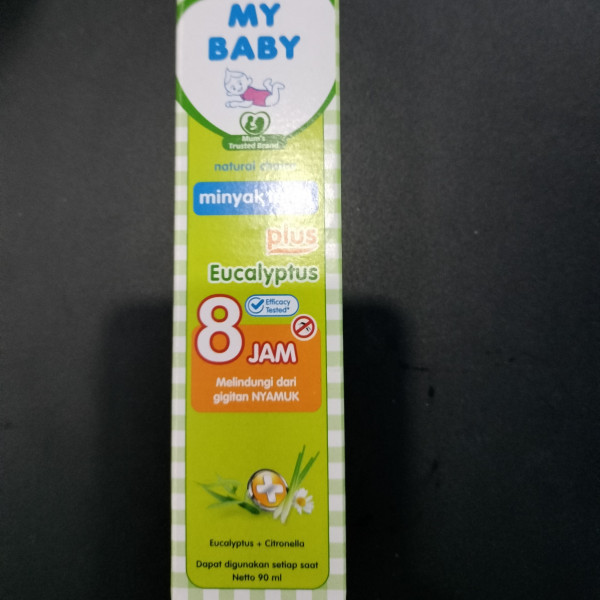 MY
BABY
Mum's
Trusted Brand
natural
minyak
plus
Eucalyptus
Efficacy
Tested*
8
JAM
Melindungi dari
gigitan NYAMUK
Eucalyptus + Citronella
Dapat digunakan setiap saat
Netto 90 ml